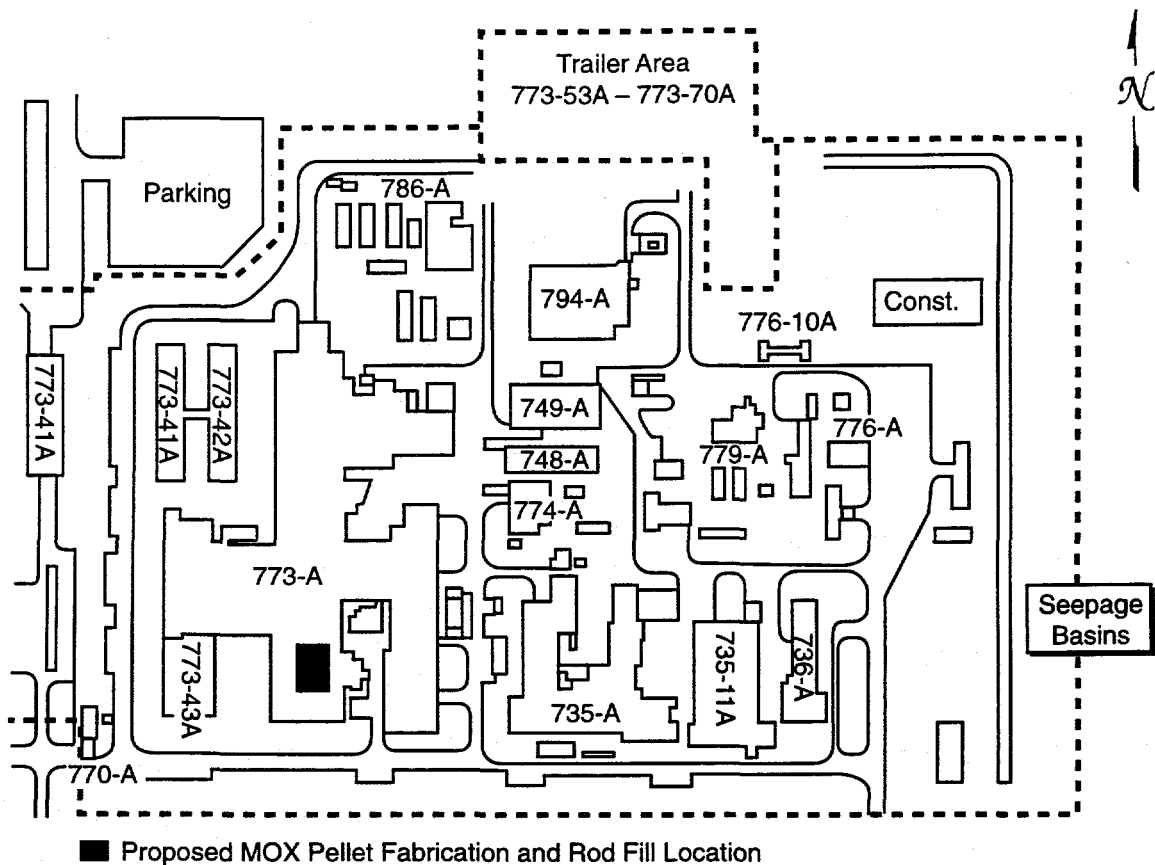 Trailer Area
773-53A – 773-70A
N
Parking
786-A
794-A
Const.
776-10A
773-41A
773-41A
773-42A
749-A
748-A
779-A
776-A
774-A
773-A
Seepage
Basins
773-43A
735-A
735-11A
736-A
770-A
Proposed MOX Pellet Fabrication and Rod Fill Location